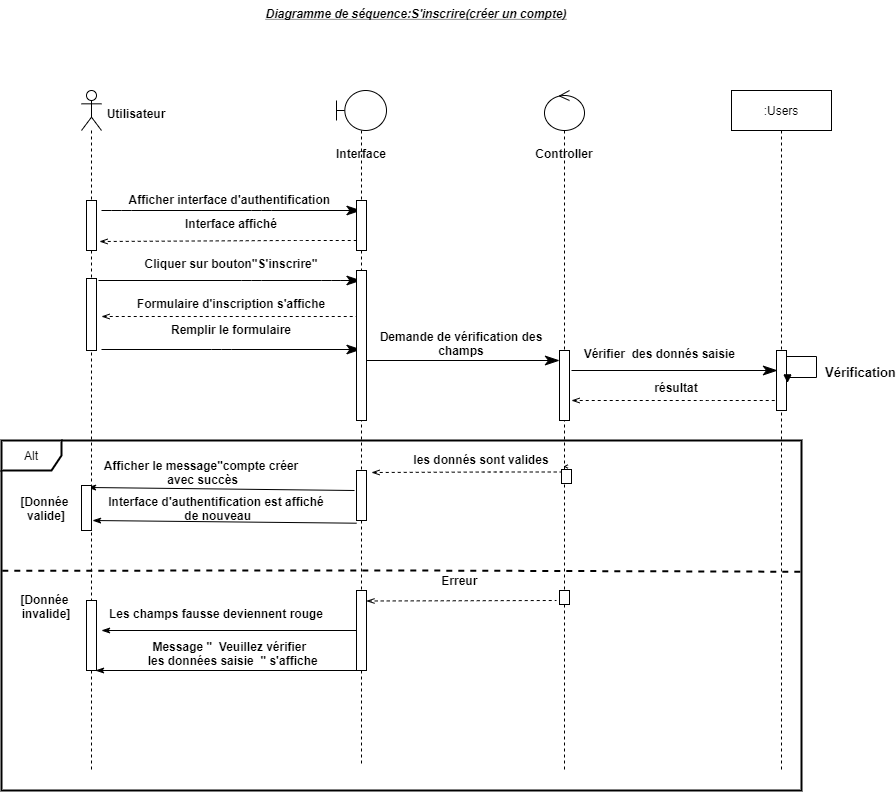 Diagramme de séquence:S'inscrire(créer un compte)
Utilisateur
:Users
Interface
Controller
Afficher interface d'authentification
Interface affiché
Cliquer sur bouton"S'inscrire"
Formulaire d'inscription s'affiche
Remplir le formulaire
Demande de vérification des
champs
Vérifier  des donnés saisie
Vérification
résultat
Alt
les donnés sont valides
Afficher le message"compte créer
avec succès
[Donnée
valide]
Interface d'authentification est affiché
de nouveau
Erreur
[Donnée
invalide]
Les champs fausse deviennent rouge
Message "  Veuillez vérifier
les données saisie  " s'affiche